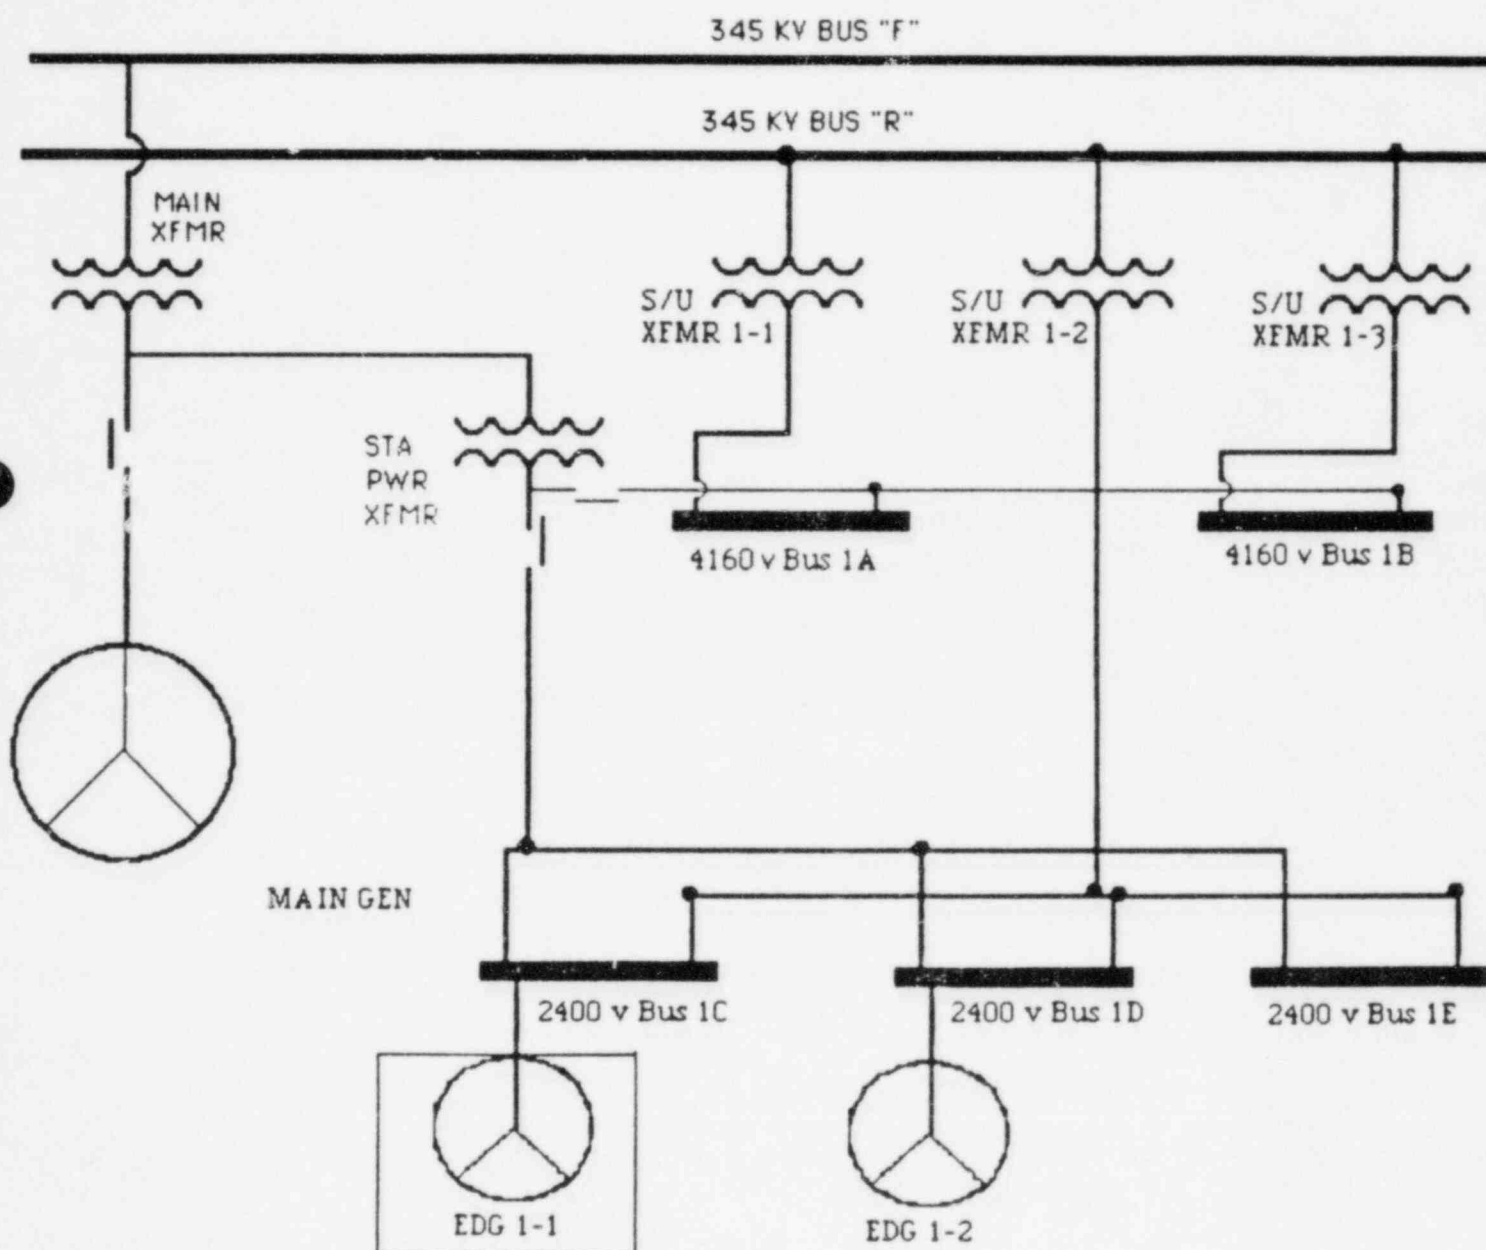 345 KV BUS "F"
345 KV BUS "R"
MAIN
XFMR
S/U
XFMR 1-1
S/U
XFMR 1-2
S/U
XFMR 1-3
STA
PWR
XFMR
4160 v Bus 1A
4160 v Bus 1B
MAIN GEN
2400 v Bus 1C
2400 v Bus 1D
2400 v Bus 1E
EDG 1-1
EDG 1-2